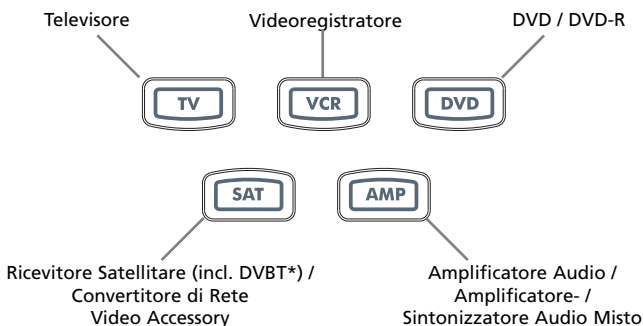 Televisore
Videoregistratore
DVD / DVD-R
TV
VCR
DVD
SAT
AMP
Ricevitore Satellitare (incl. DVBT*) /
Convertitore di Rete
Video Accessory
Amplificatore Audio /
Amplificatore- /
Sintonizzatore Audio Misto